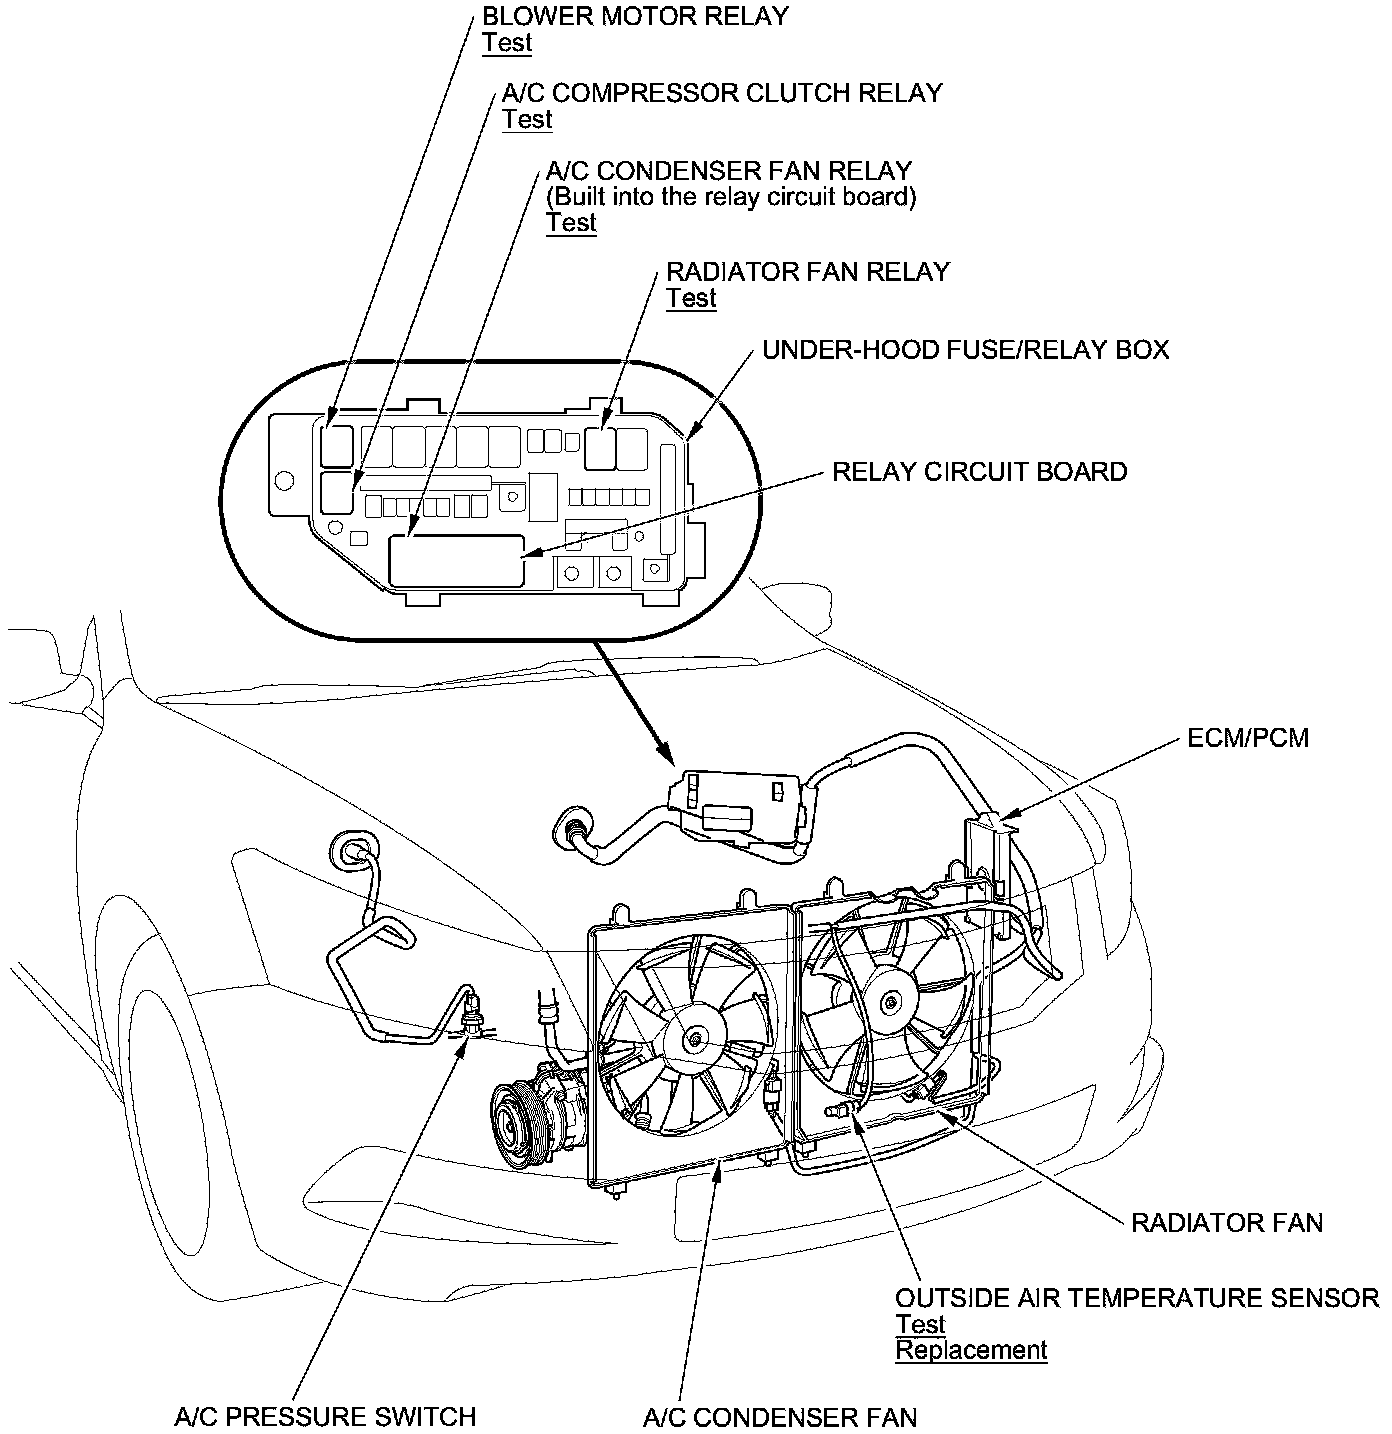 BLOWER MOTOR RELAY
Test
A/C COMPRESSOR CLUTCH RELAY
Test
A/C CONDENSER FAN RELAY
(Built into the relay circuit board)
Test
RADIATOR FAN RELAY
Test
UNDER-HOOD FUSE/RELAY BOX
RELAY CIRCUIT BOARD
ECM/PCM
RADIATOR FAN
OUTSIDE AIR TEMPERATURE SENSOR
Test
Replacement
A/C PRESSURE SWITCH
A/C CONDENSER FAN